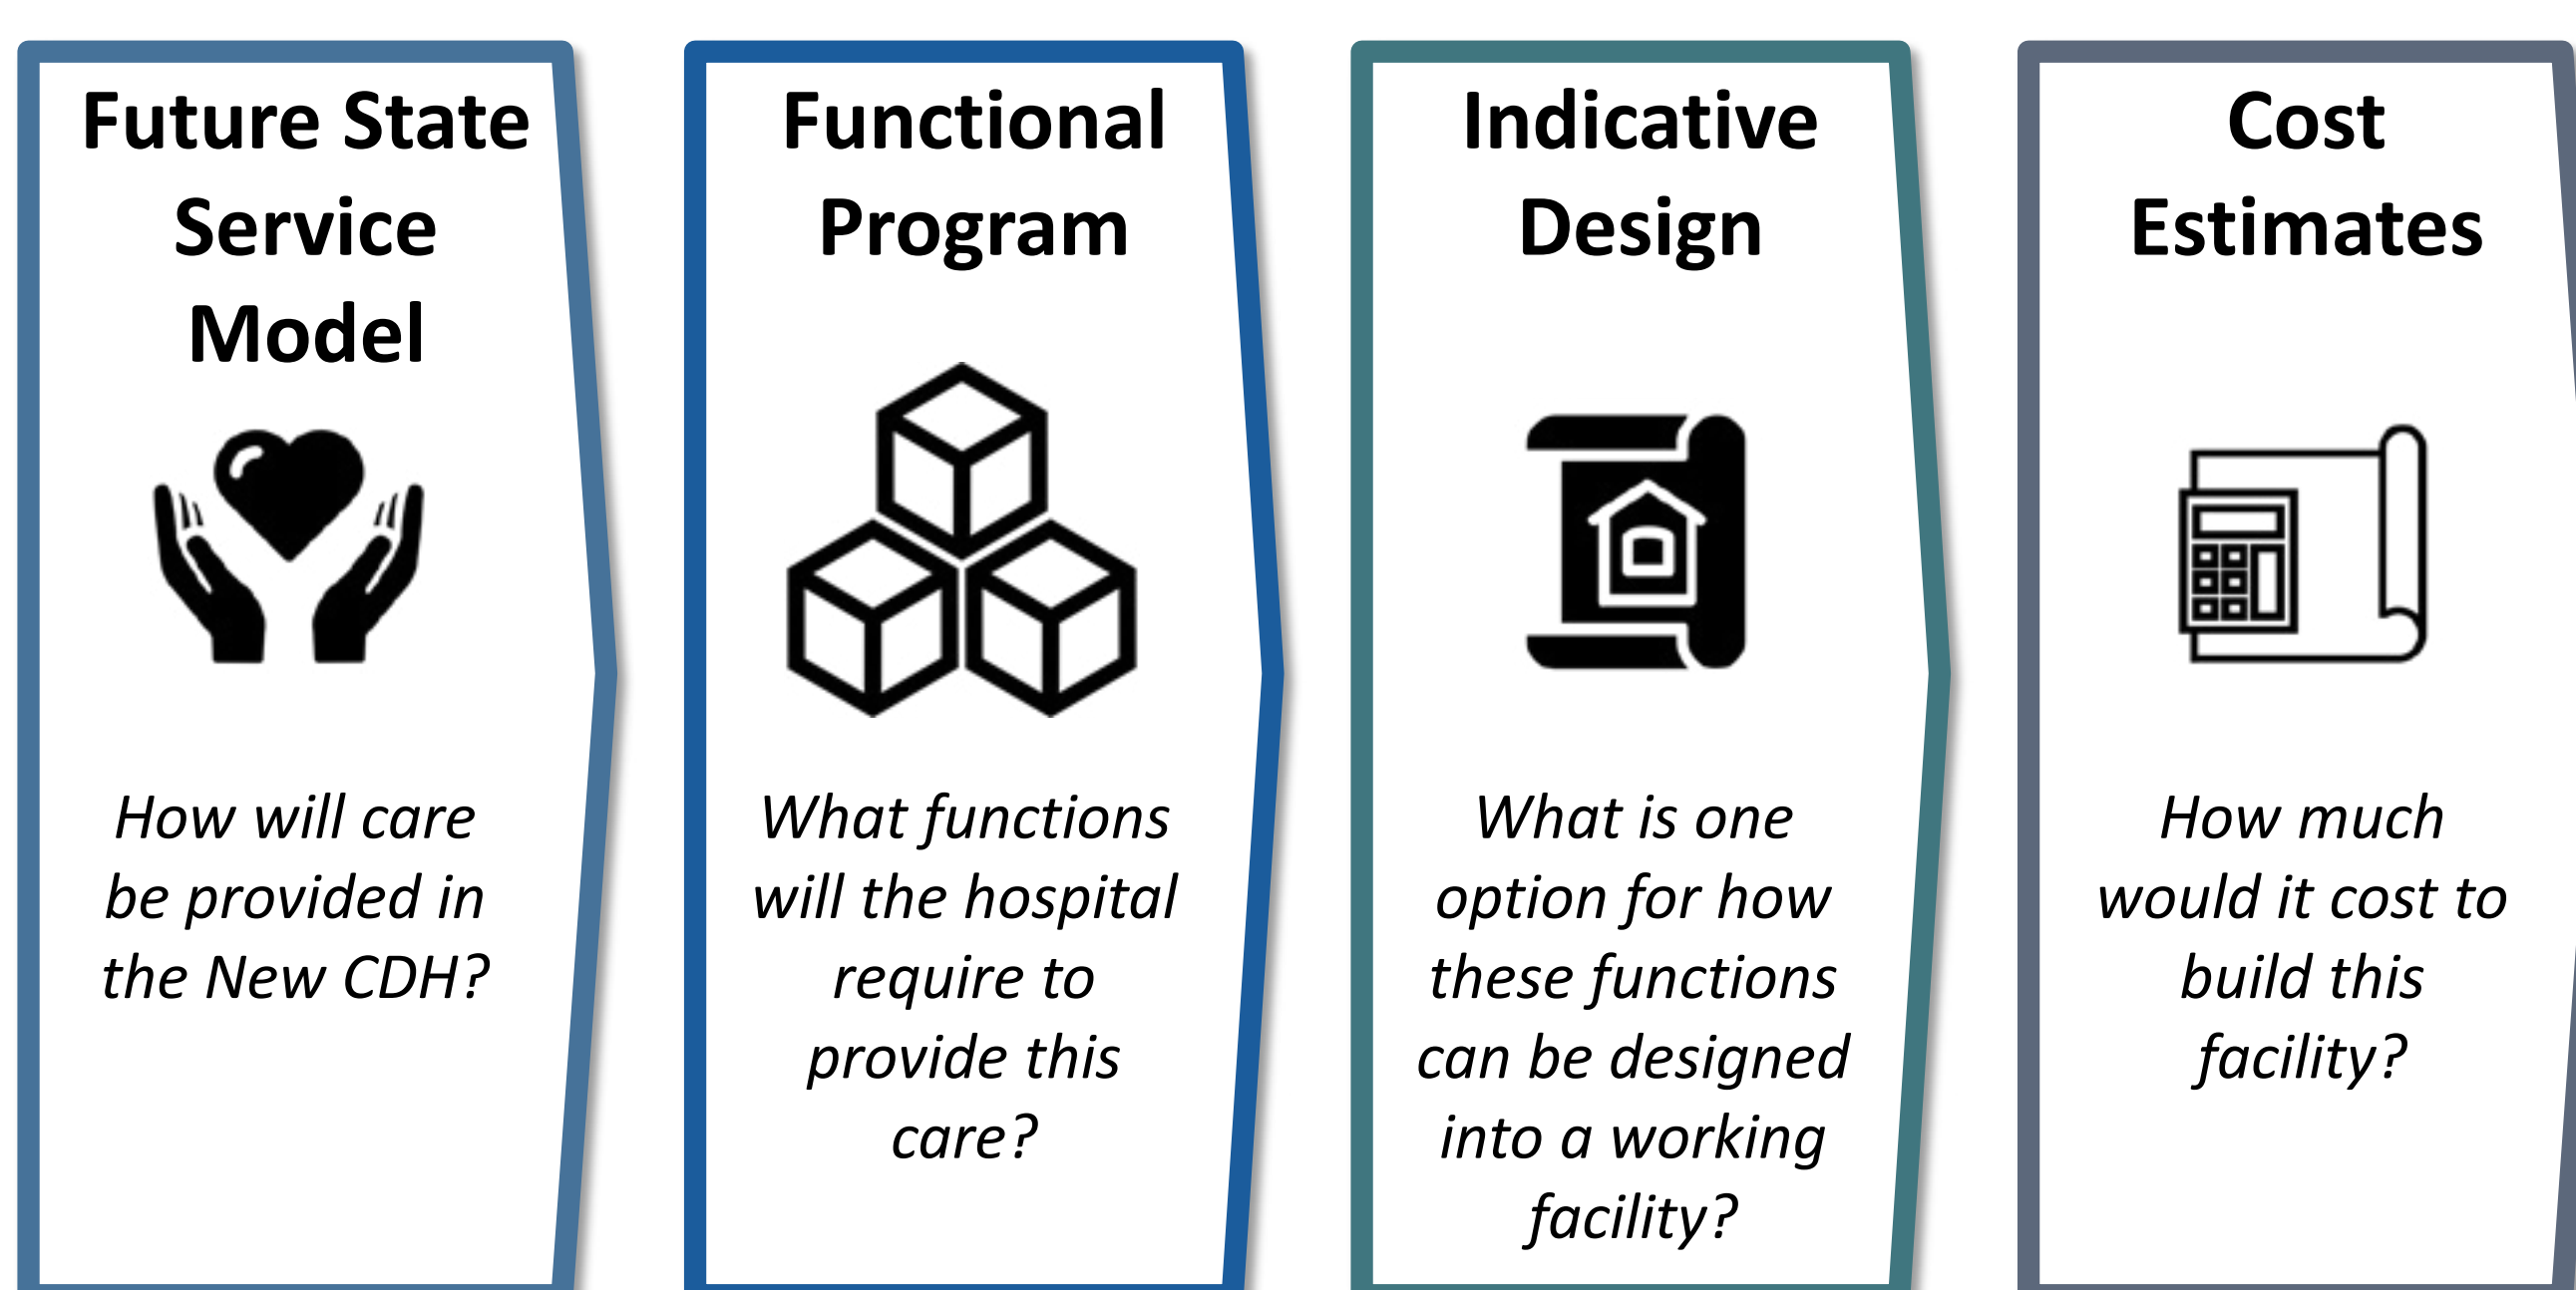 Future State
Service
Model
How will care
be provided in
the New CDH?
Functional
Program
What functions
will the hospital
require to
provide this
care?
Indicative
Design
What is one
option for how
these functions
can be designed
into a working
facility?
Cost
Estimates
How much
would it cost to
build this
facility?